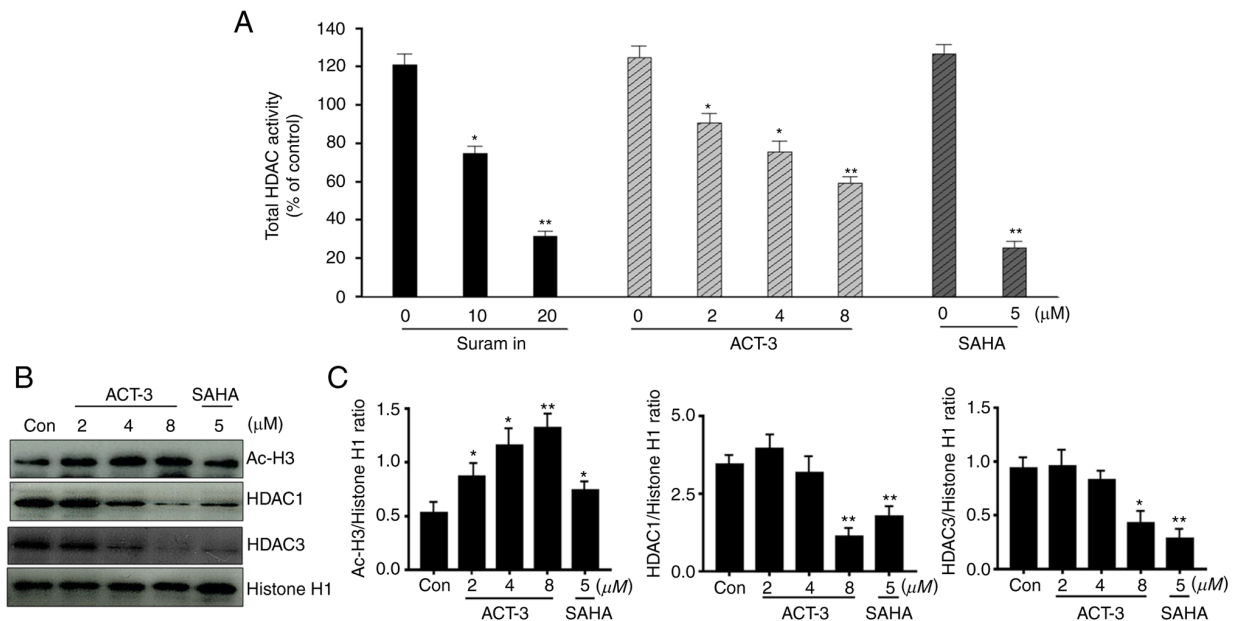 A
Total HDAC activity
(% of control)
140
120
100
80
60
40
20
0
*
**
*
*
**
**
0 10 20 0 2 4 8 0 5 (μM)
Suram in ACT-3 SAHA
B
ACT-3 SAHA
Con 2 4 8 5 (μM)
Ac-H3
HDAC1
HDAC3
Histone H1
C
Ac-H3/Histone H1 ratio
1.5
1.0
0.5
0.0
*
*
**
*
Con 2 4 8 5 (μM)
ACT-3 SAHA
HDAC1/Histone H1 ratio
5.0
2.5
0.0
**
**
Con 2 4 8 5 (μM)
ACT-3 SAHA
HDAC3/Histone H1 ratio
1.5
1.0
0.5
0.0
*
**
Con 2 4 8 5 (μM)
ACT-3 SAHA